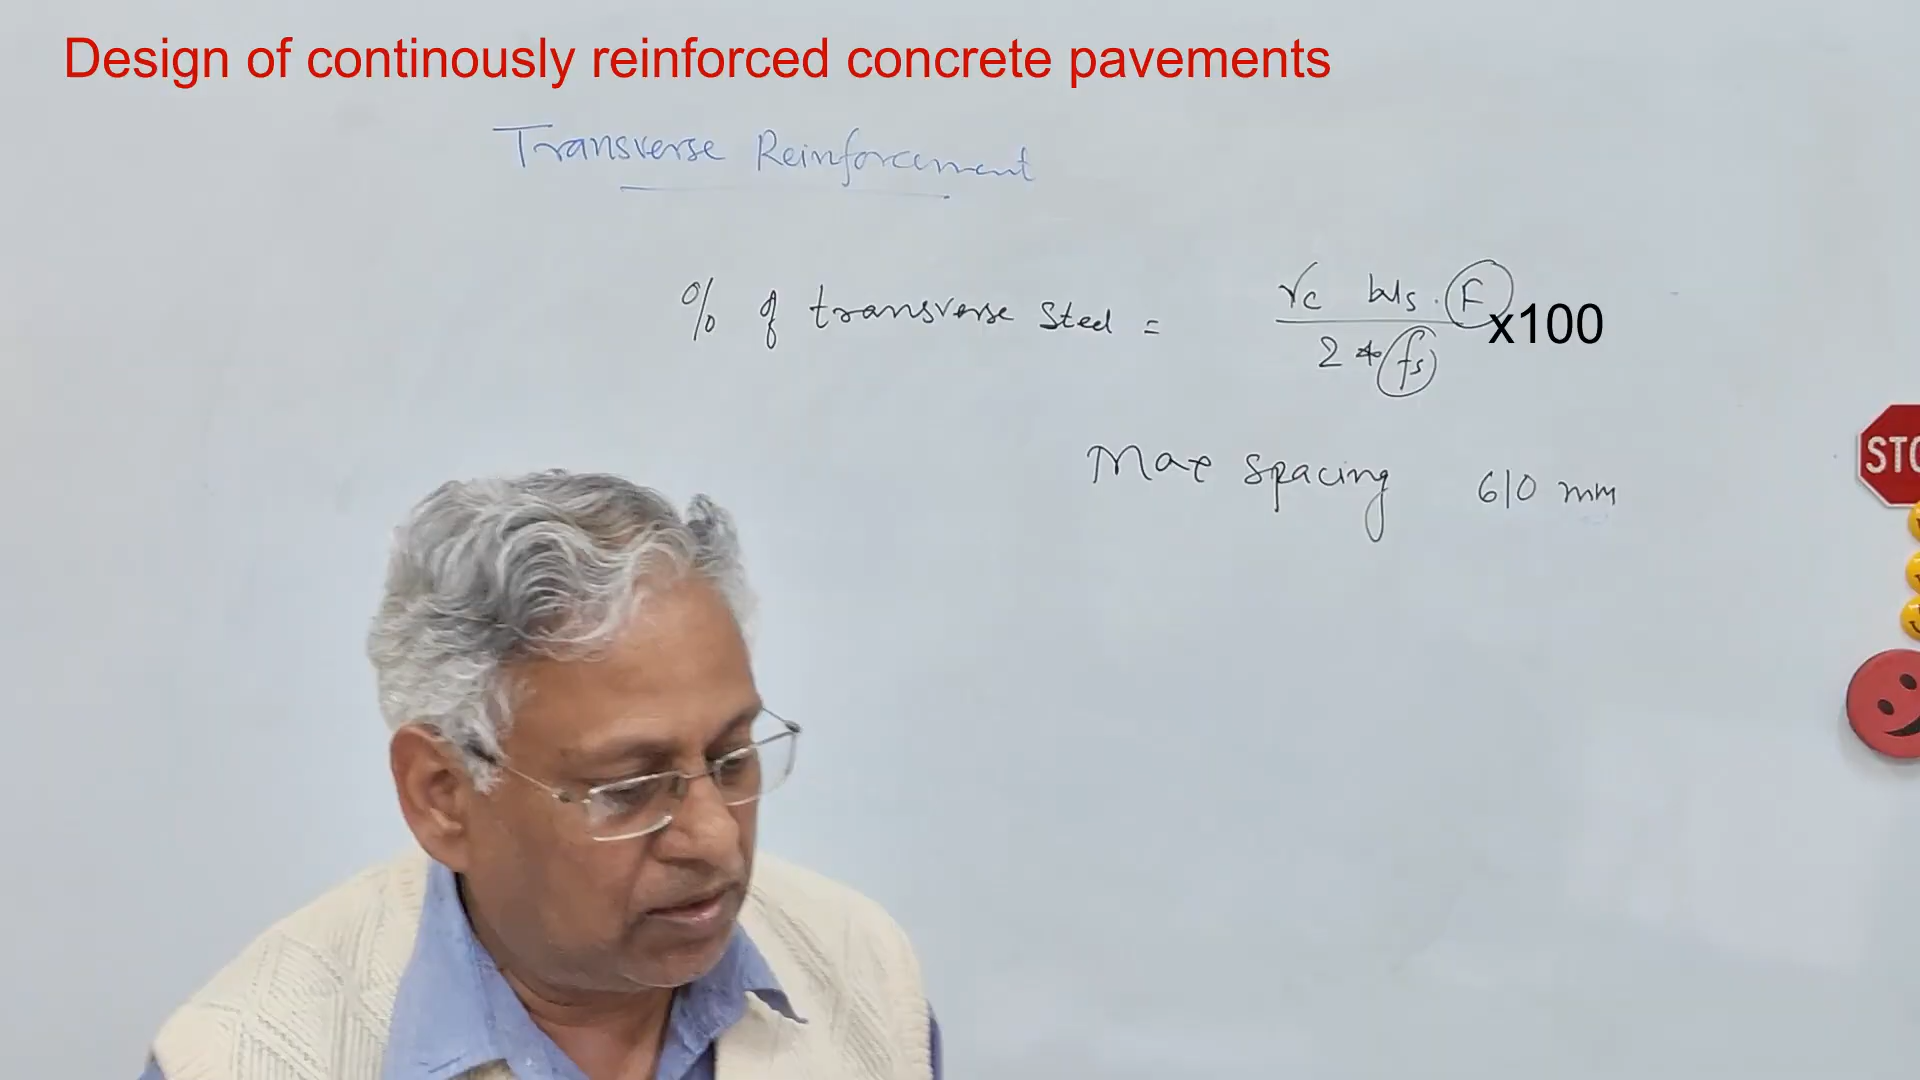 Design of continously reinforced concrete pavements
Transverse Reinforcement
% of transverse steel = γc Ws . F / 2 * fs x100
Max spacing 610 mm
STO